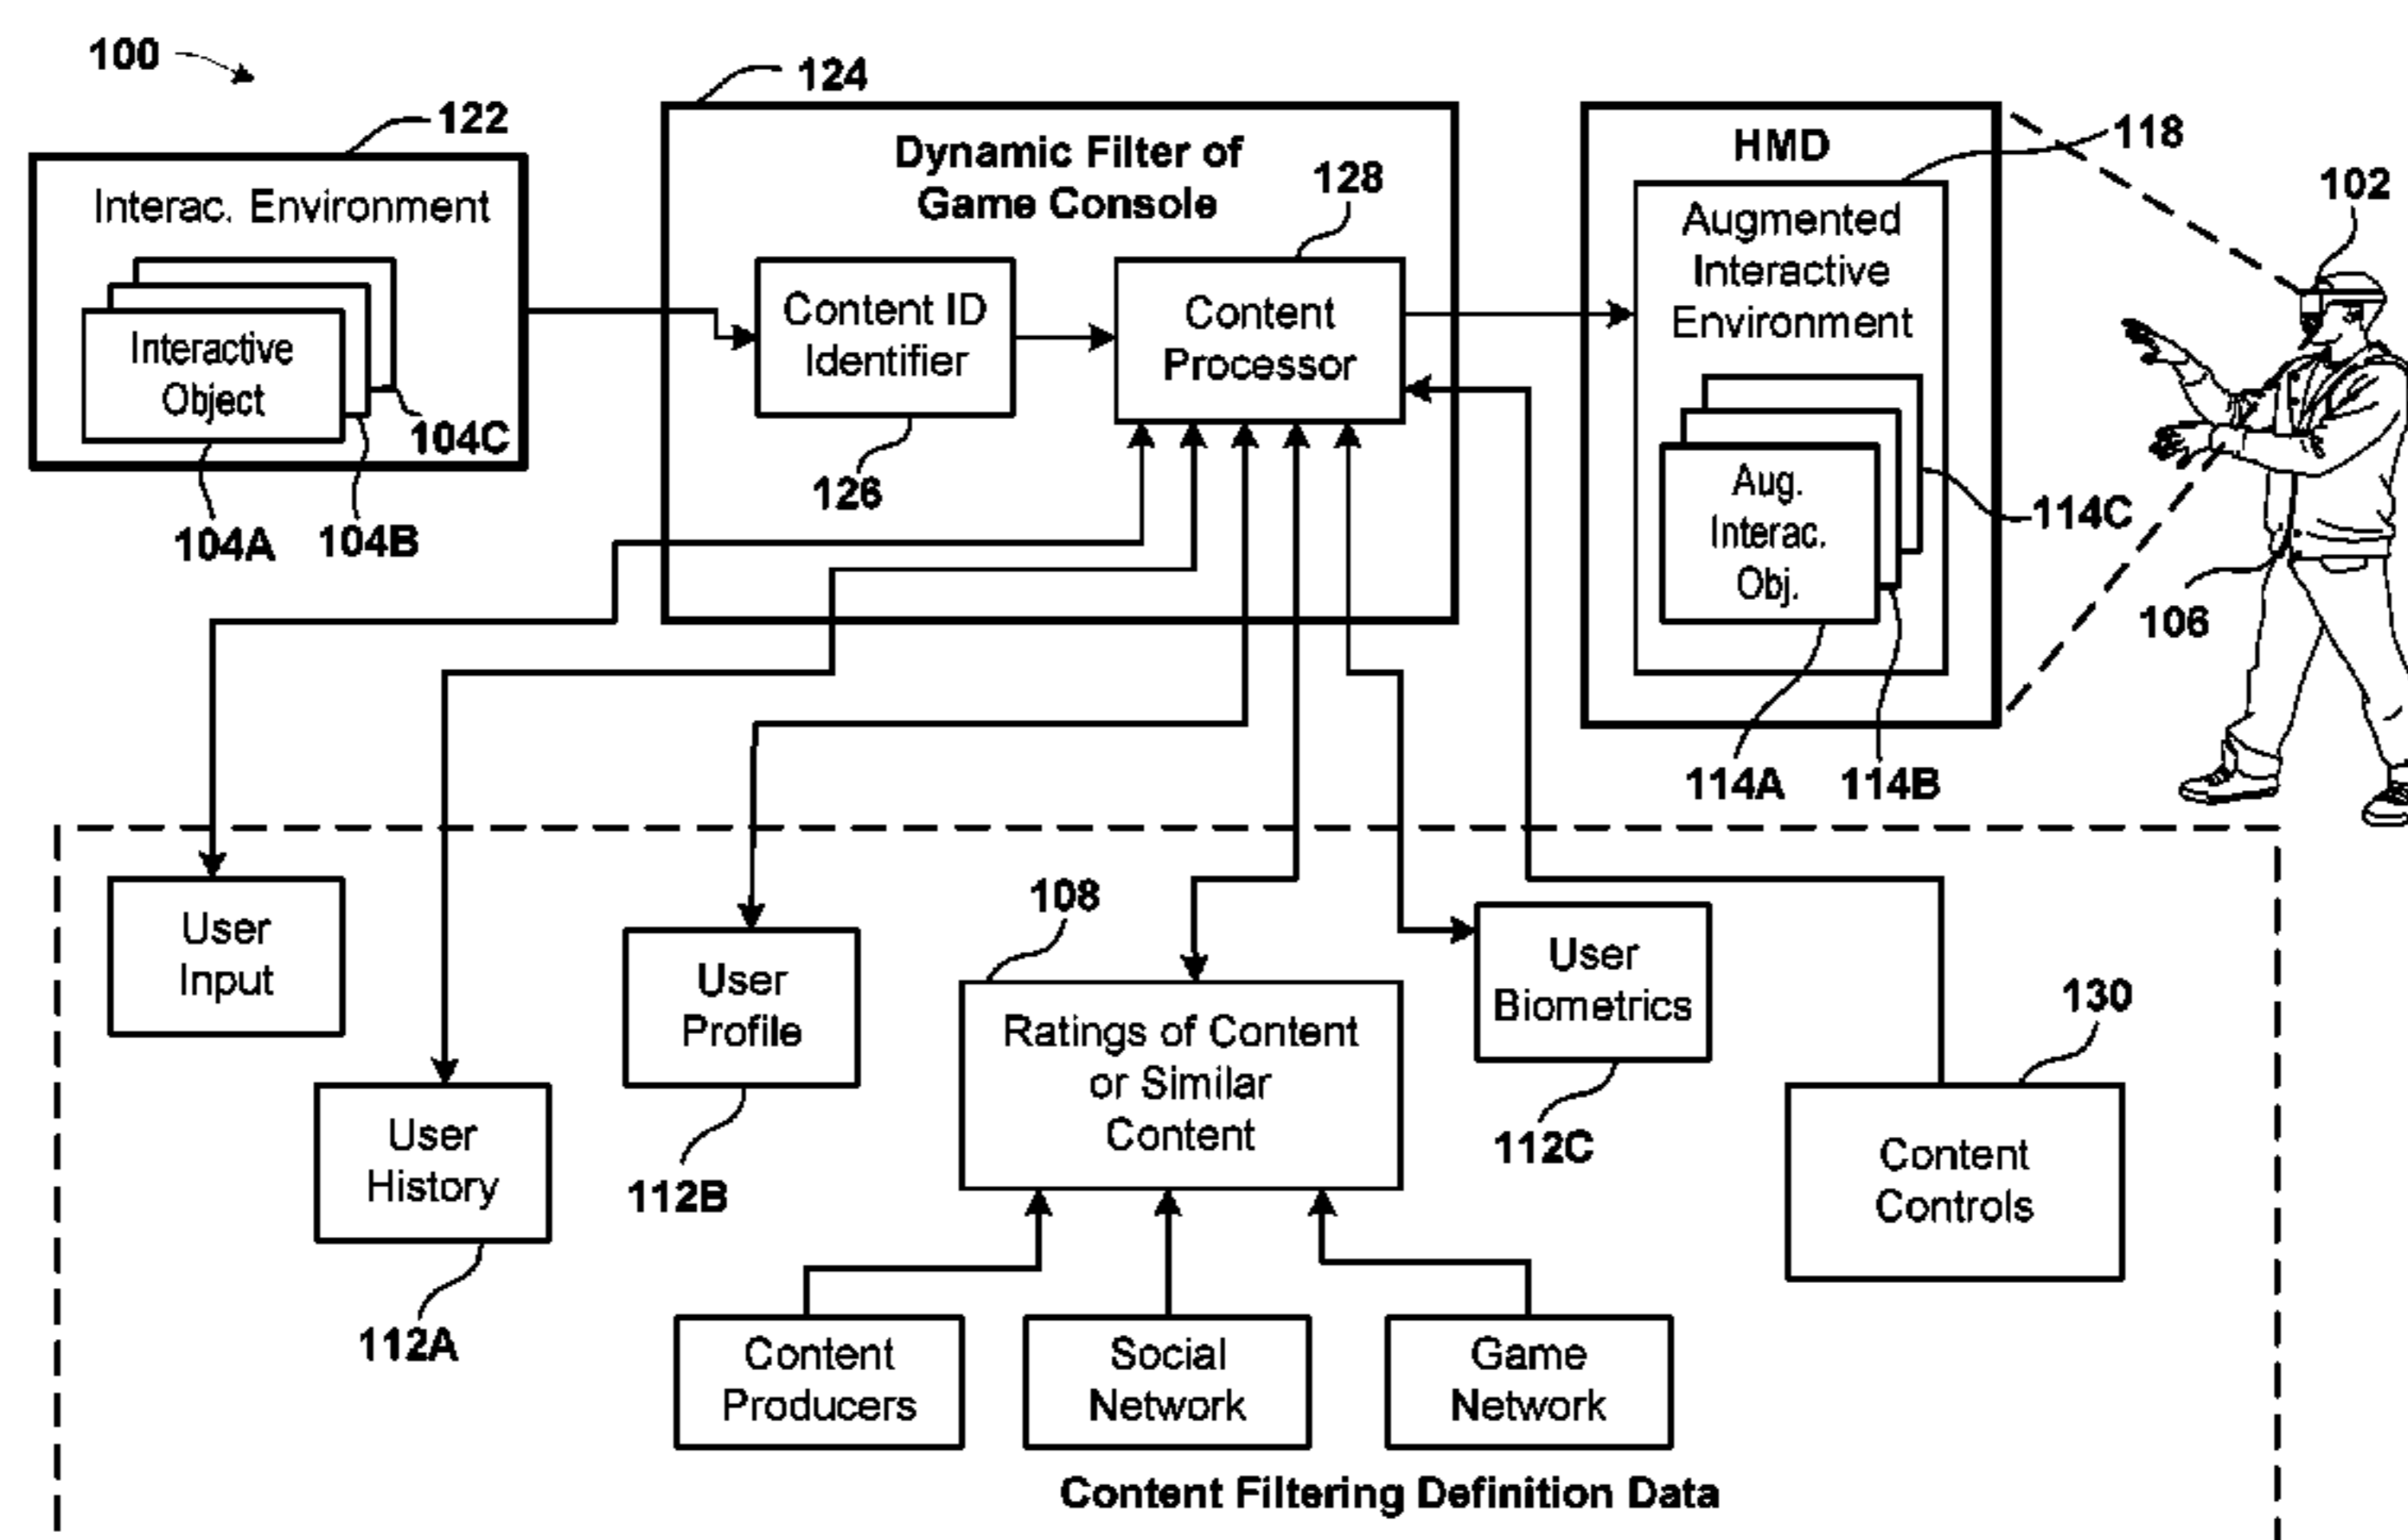 100
122
124
Dynamic Filter of
Game Console
128
HMD
118
102
Interac. Environment
Interactive
Object
104A
104B
104C
Content ID
Identifier
126
Content
Processor
Augmented
Interactive
Environment
Aug.
Interac.
Obj.
114A
114B
114C
106
User
Input
User
History
112A
User
Profile
112B
108
Ratings of Content
or Similar
Content
User
Biometrics
112C
130
Content
Controls
Content
Producers
Social
Network
Game
Network
Content Filtering Definition Data